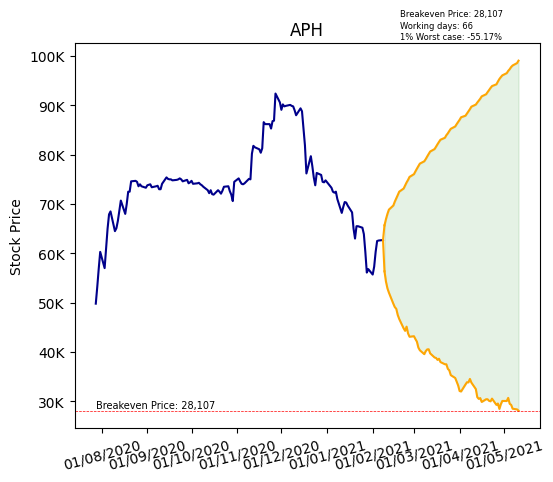 Breakeven Price: 28,107
Working days: 66
1% Worst case: -55.17%
APH
Stock Price
100K
90K
80K
70K
60K
50K
40K
30K
Breakeven Price: 28,107
01/08/2020
01/09/2020
01/10/2020
01/11/2020
01/12/2020
01/01/2021
01/02/2021
01/03/2021
01/04/2021
01/05/2021